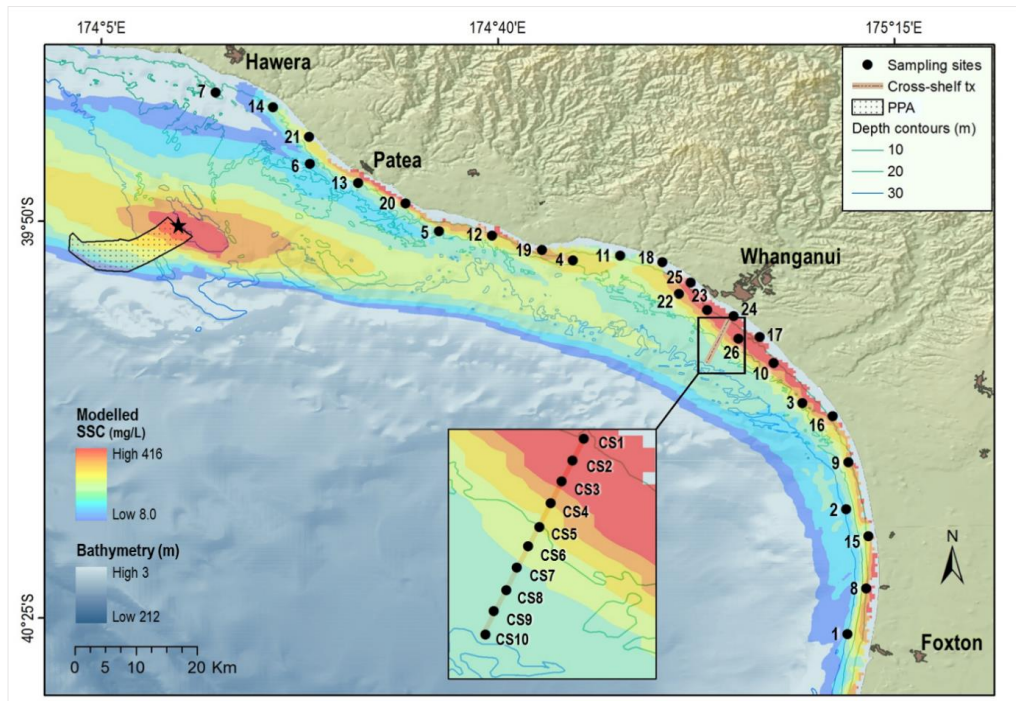 174°5'E 174°40'E 175°15'E
Hawera
7
14
21
6
Patea
13
20
5
12
19
4
11
18
Whanganui
25
22
23
24
17
26
10
3
16
9
2
15
8
1
Foxton
39°50'S
40°25'S
Sampling sites
Cross-shelf tx
PPA
Depth contours (m)
10
20
30
Modelled
SSC (mg/L)
High 416
Low 8.0
Bathymetry (m)
High 3
Low 212
0 5 10 20 Km
CS1
CS2
CS3
CS4
CS5
CS6
CS7
CS8
CS9
CS10
N